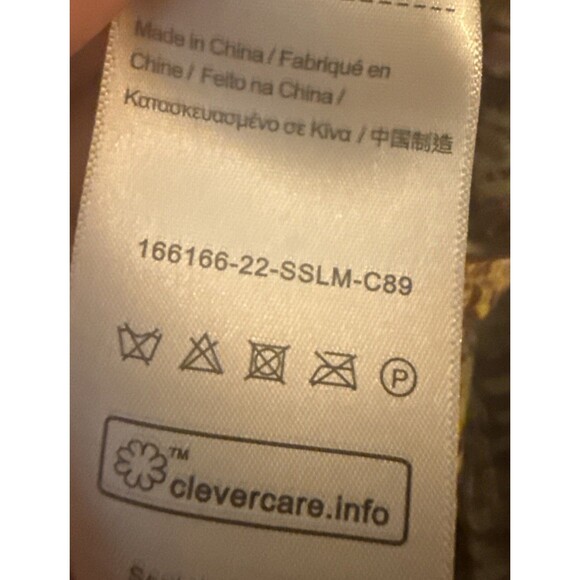 Made in China / Fabriqué en
Chine / Feito na China /
Κατασκευασμένο σε Κίνα / 中国制造
166166-22-SSLM-C89
P
TM
clevercare.info